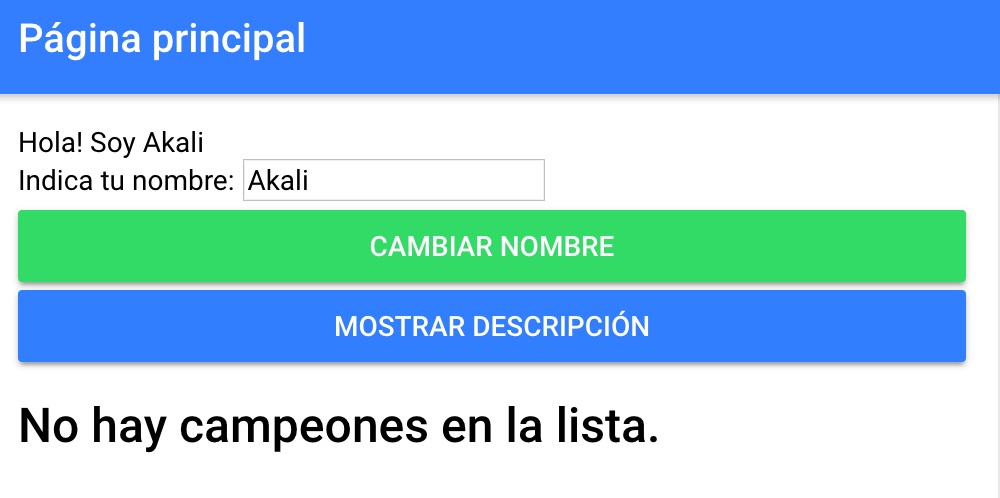 Página principal
Hola! Soy Akali
Indica tu nombre: Akali
CAMBIAR NOMBRE
MOSTRAR DESCRIPCIÓN
No hay campeones en la lista.